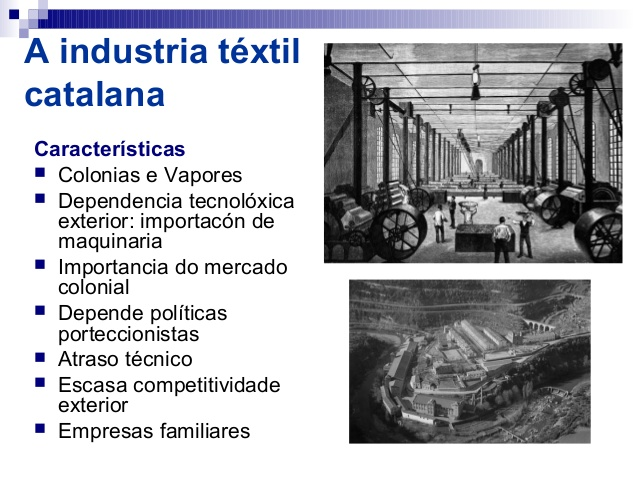 A industria téxtil
catalana
Características
Colonias e Vapores
Dependencia tecnolóxica
exterior: importacón de
maquinaria
Importancia do mercado
colonial
Depende políticas
porteccionistas
Atraso técnico
Escasa competitividade
exterior
Empresas familiares